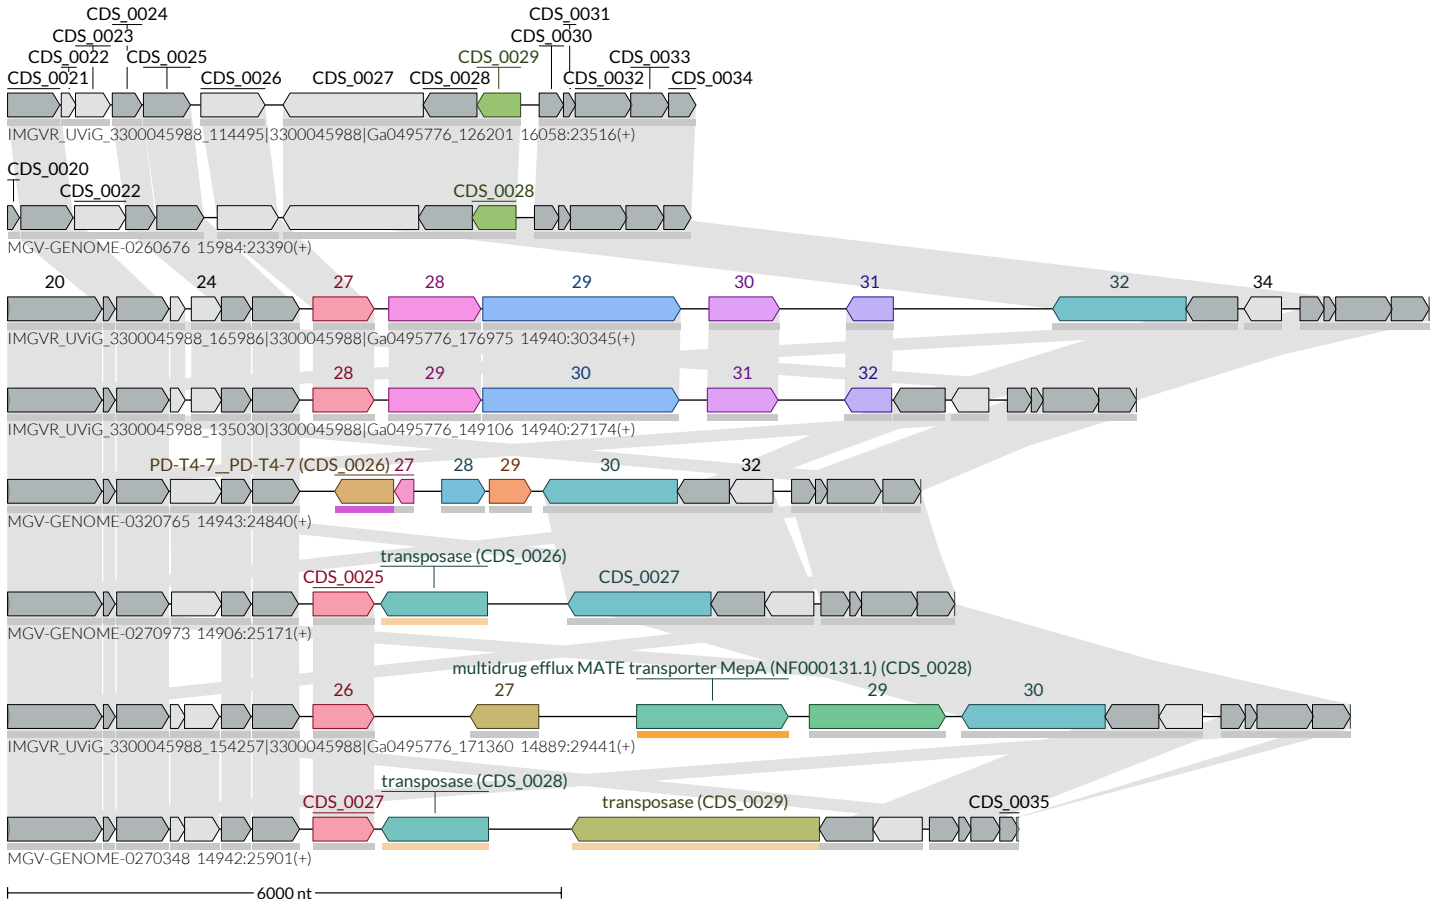 CDS_0024 CDS_0031
CDS_0023 CDS_0030
CDS_0022 CDS_0025 CDS_0029 CDS_0033
CDS_0021 CDS_0026 CDS_0027 CDS_0028 CDS_0032 CDS_0034
IMGVR_UViG_3300045988_114495|3300045988|Ga0495776_126201 16058:23516(+)
CDS_0020
CDS_0022 CDS_0028
MGV-GENOME-0260676 15984:23390(+)
20 24 27 28 29 30 31 32 34
IMGVR_UViG_3300045988_165986|3300045988|Ga0495776_176975 14940:30345(+)
28 29 30 31 32
IMGVR_UViG_3300045988_135030|3300045988|Ga0495776_149106 14940:27174(+)
PD-T4-7__PD-T4-7 (CDS_0026) 27 28 29 30 32
MGV-GENOME-0320765 14943:24840(+)
transposase (CDS_0026)
CDS_0025 CDS_0027
MGV-GENOME-0270973 14906:25171(+)
multidrug efflux MATE transporter MepA (NF000131.1) (CDS_0028)
26 27 29 30
IMGVR_UViG_3300045988_154257|3300045988|Ga0495776_171360 14889:29441(+)
transposase (CDS_0028)
CDS_0027 transposase (CDS_0029) CDS_0035
MGV-GENOME-0270348 14942:25901(+)
6000 nt